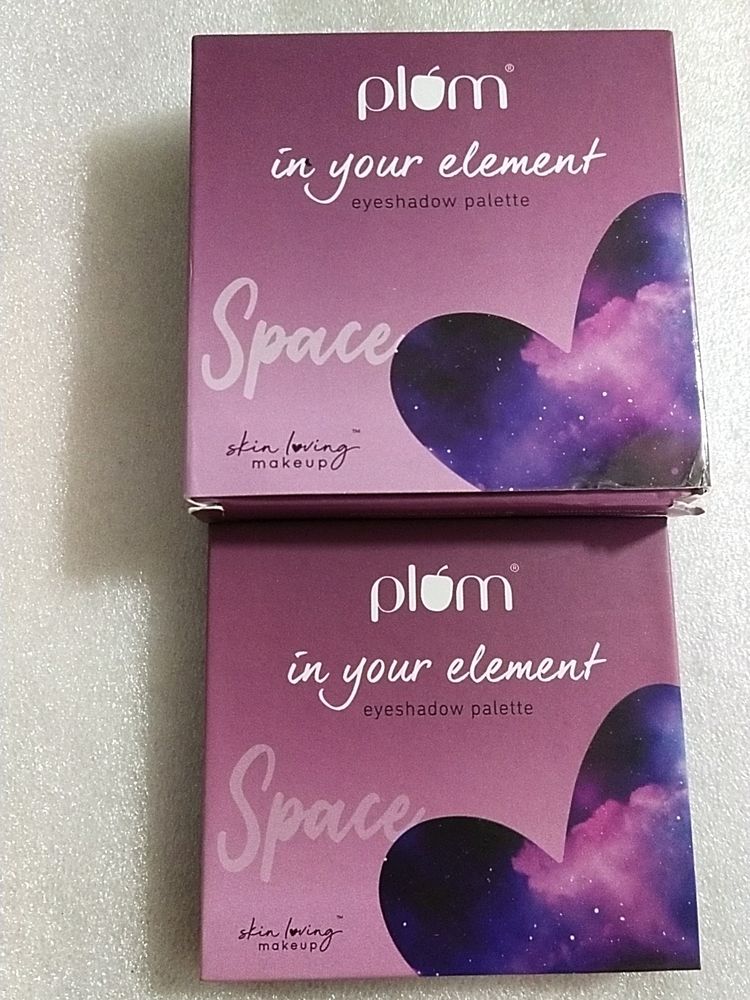 plum®
in your element
eyeshadow palette
Space
skin loving™
makeup
plum®
in your element
eyeshadow palette
Space
skin loving™
makeup